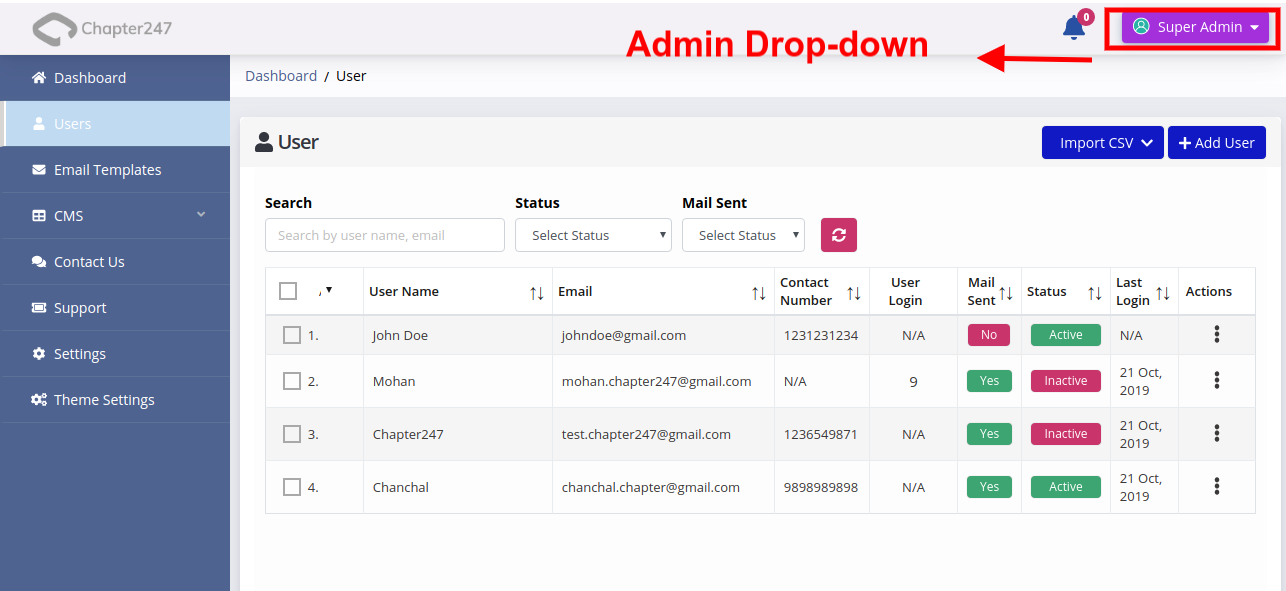 Chapter247
0
Super Admin
Admin Drop-down
Dashboard
Users
Email Templates
CMS
Contact Us
Support
Settings
Theme Settings
Dashboard / User
User
Import CSV
Add User
Search
Status
Mail Sent
Search by user name, email
Select Status
Select Status
User Name
Email
Contact
Number
User
Login
Mail
Sent
Status
Last
Login
Actions
1. John Doe johndoe@gmail.com 1231231234 N/A No Active N/A
2. Mohan mohan.chapter247@gmail.com N/A 9 Yes Inactive 21 Oct,
2019
3. Chapter247 test.chapter247@gmail.com 1236549871 N/A Yes Inactive 21 Oct,
2019
4. Chanchal chanchal.chapter@gmail.com 9898989898 N/A Yes Active 21 Oct,
2019